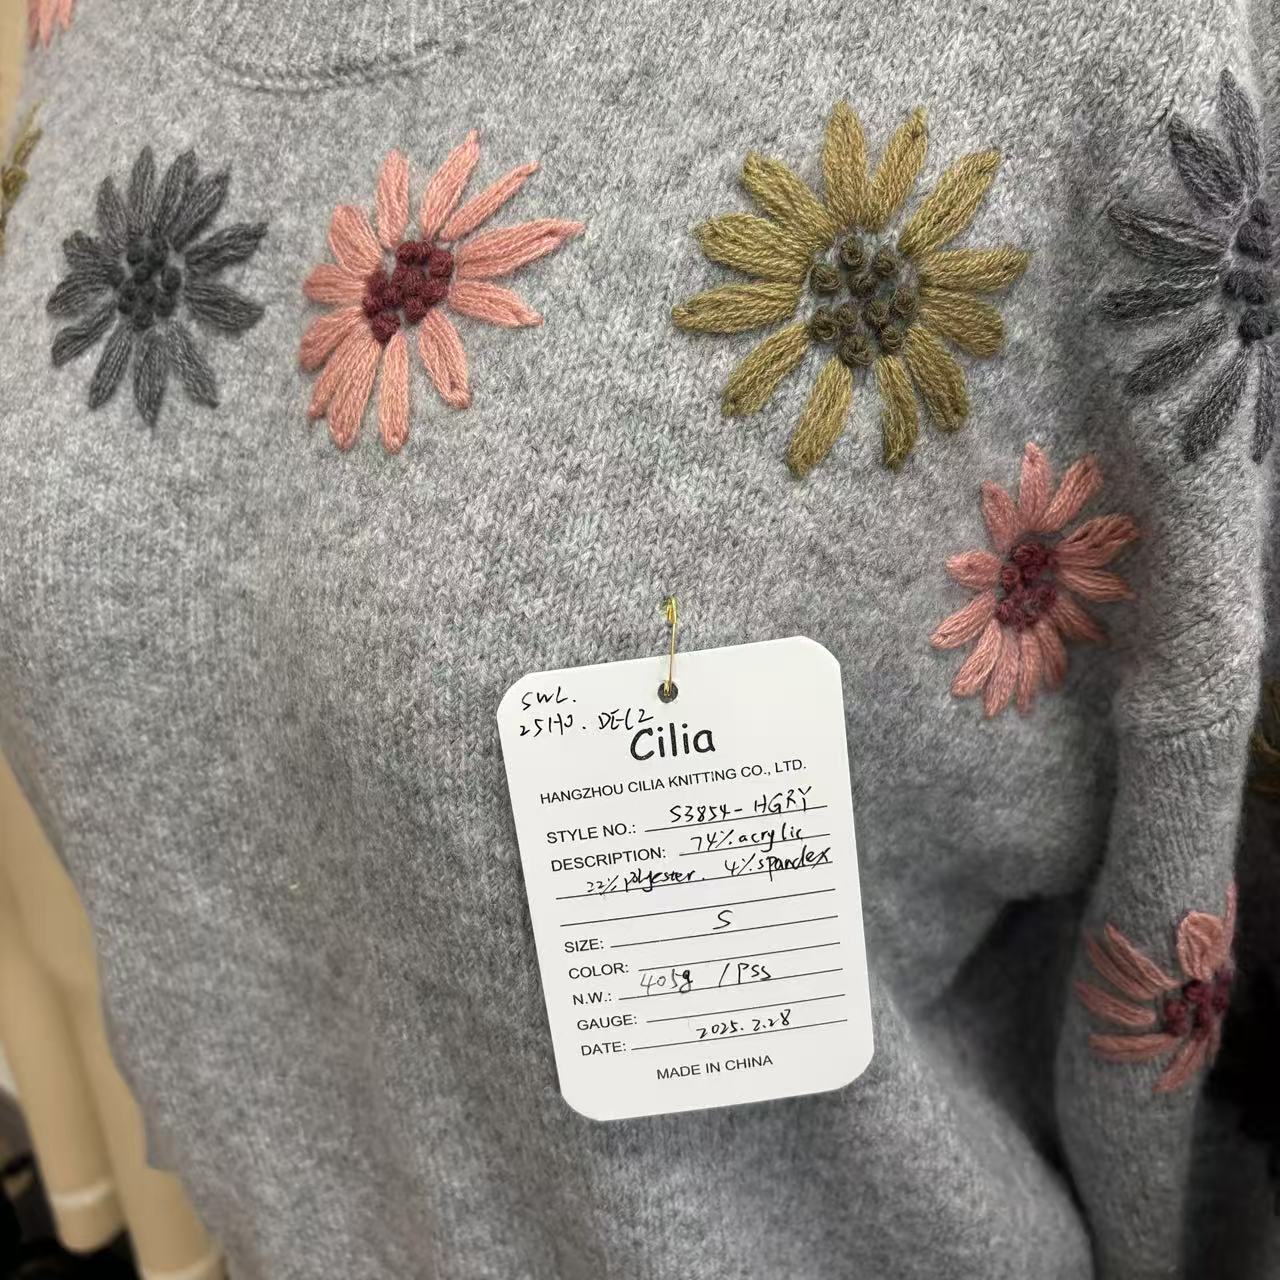 SWL.
25HO. DEC2
Cilia
HANGZHOU CILIA KNITTING CO., LTD.
STYLE NO.: S3854-HGRY
DESCRIPTION: 74% acrylic
22% polyester. 4% spandex
SIZE: S
COLOR:
N.W.: 405g /PSS
GAUGE:
DATE: 2025.2.28
MADE IN CHINA